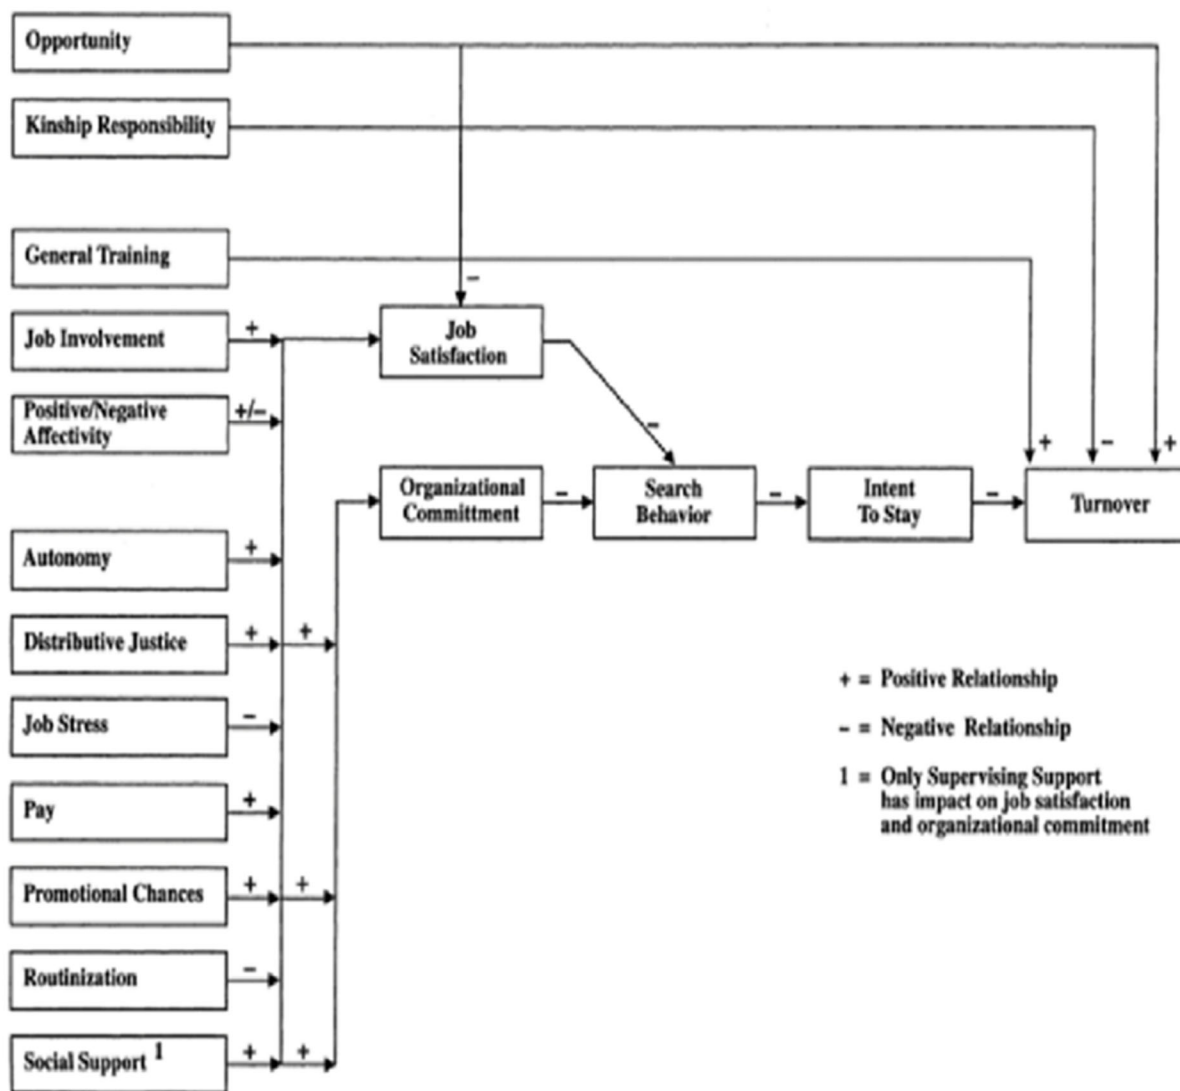 Opportunity
Kinship Responsibility
General Training
–
Job Involvement
+
Job
Satisfaction
Positive/Negative
Affectivity
+/–
–
+
–
+
Organizational
Committment
–
Search
Behavior
–
Intent
To Stay
–
Turnover
Autonomy
+
Distributive Justice
+
+
Job Stress
–
Pay
+
Promotional Chances
+
+
Routinization
–
Social Support 1
+
+
+ = Positive Relationship
– = Negative Relationship
1 = Only Supervising Support
has impact on job satisfaction
and organizational commitment